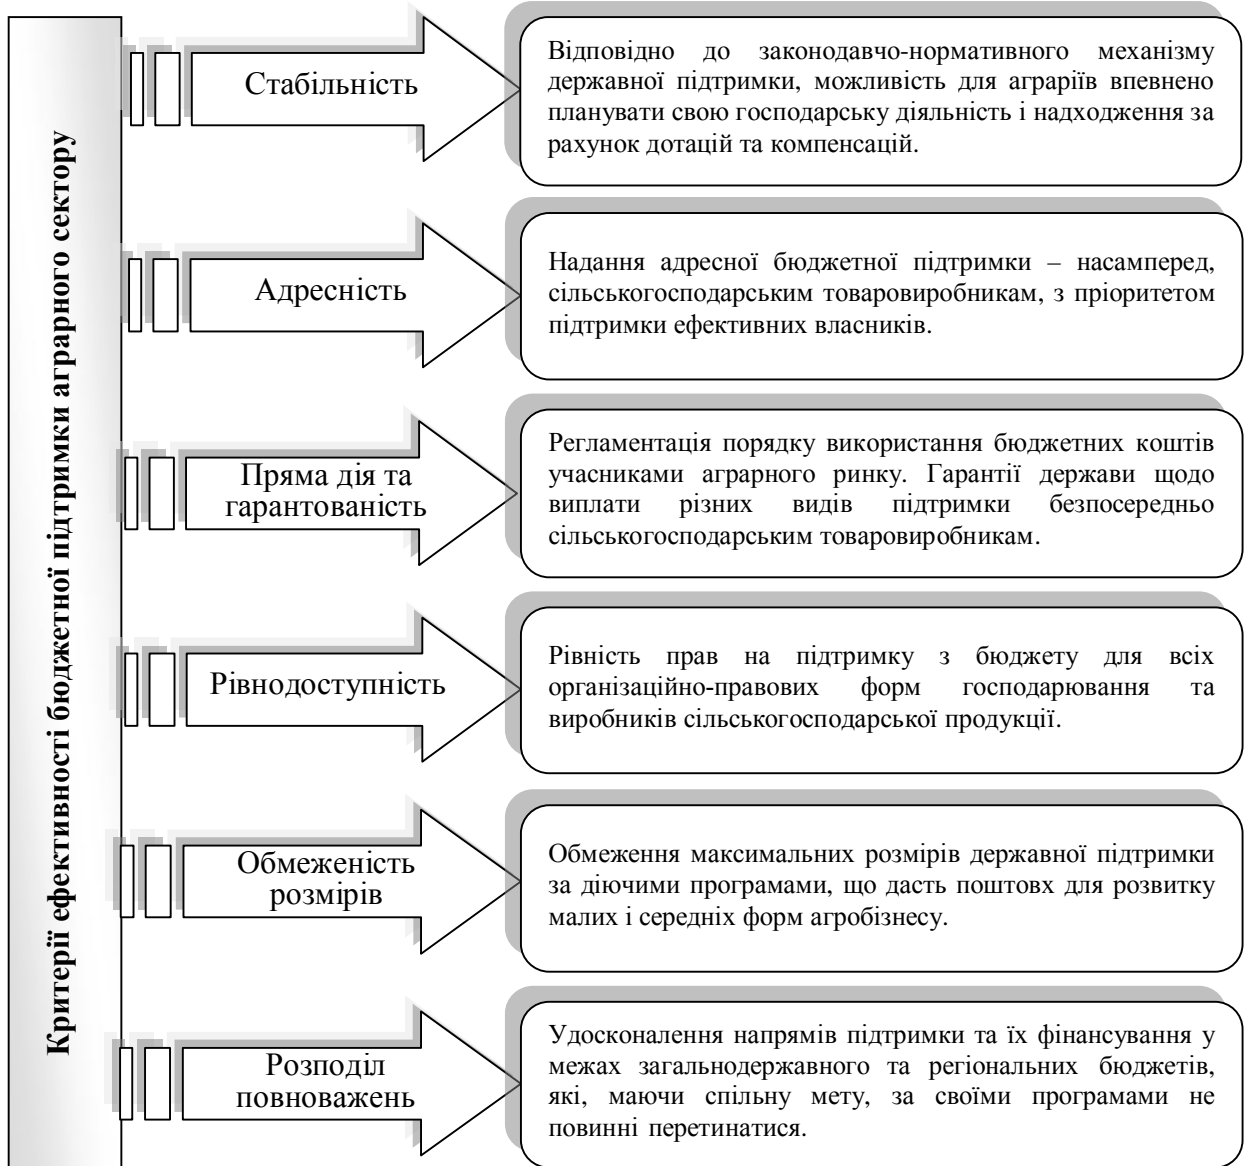 Критерії ефективності бюджетної підтримки аграрного сектору
Стабільність
Відповідно до законодавчо-нормативного механізму
державної підтримки, можливість для аграріїв впевнено
планувати свою господарську діяльність і надходження за
рахунок дотацій та компенсацій.
Адресність
Надання адресної бюджетної підтримки – насамперед,
сільськогосподарським товаровиробникам, з пріоритетом
підтримки ефективних власників.
Пряма дія та
гарантованість
Регламентація порядку використання бюджетних коштів
учасниками аграрного ринку. Гарантії держави щодо
виплати різних видів підтримки безпосередньо
сільськогосподарським товаровиробникам.
Рівнодоступність
Рівність прав на підтримку з бюджету для всіх
організаційно-правових форм господарювання та
виробників сільськогосподарської продукції.
Обмеженість
розмірів
Обмеження максимальних розмірів державної підтримки
за діючими програмами, що дасть поштовх для розвитку
малих і середніх форм агробізнесу.
Розподіл
повноважень
Удосконалення напрямів підтримки та їх фінансування у
межах загальнодержавного та регіональних бюджетів,
які, маючи спільну мету, за своїми програмами не
повинні перетинатися.